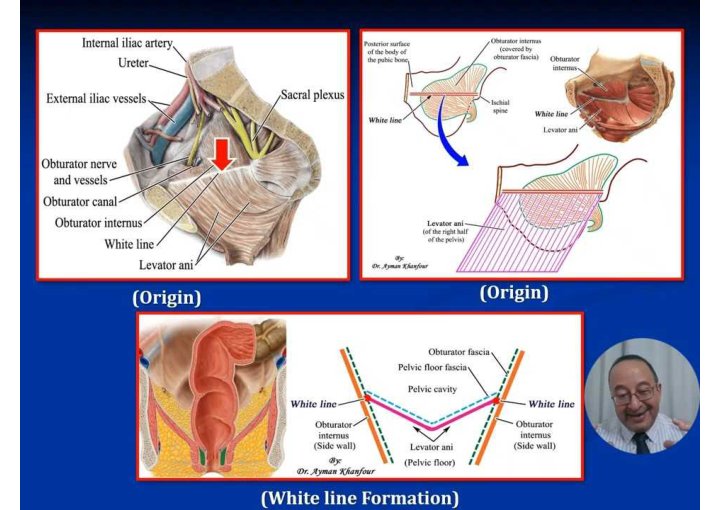 Internal iliac artery
Ureter
External iliac vessels
Sacral plexus
Obturator nerve
and vessels
Obturator canal
Obturator internus
White line
Levator ani
(Origin)
Posterior surface
of the body of
the pubic bone
Obturator internus
(covered by
obturator fascia)
White line
Ischial
spine
Obturator
internus
White line
Levator ani
Levator ani
(of the right half
of the pelvis)
By:
Dr. Ayman Khanfour
(Origin)
Obturator fascia
Pelvic floor fascia
Pelvic cavity
White line
White line
Obturator
internus
(Side wall)
Levator ani
(Pelvic floor)
Obturator
internus
(Side wall)
By:
Dr. Ayman Khanfour
(White line Formation)